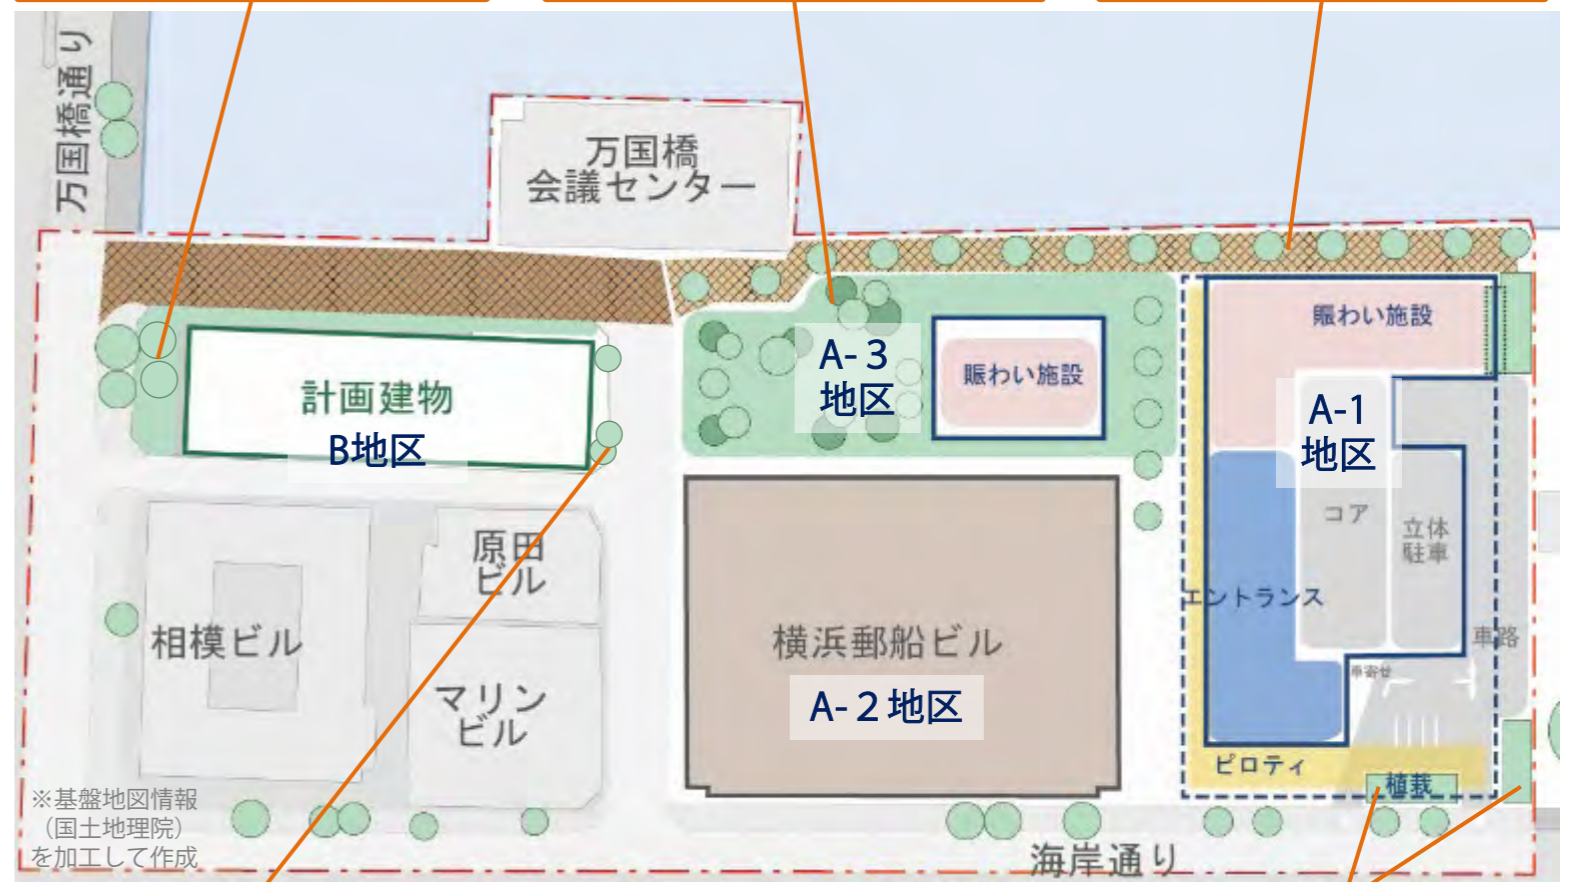 万国橋通り
万国橋
会議センター
計画建物
B地区
A-3
地区
賑わい施設
賑わい施設
A-1
地区
コア
立体
駐車
エントランス
車路
車寄せ
ピロティ
植栽
原田
ビル
相模ビル
マリン
ビル
横浜郵船ビル
A-2地区
※基盤地図情報
(国土地理院)
を加工して作成
海岸通り